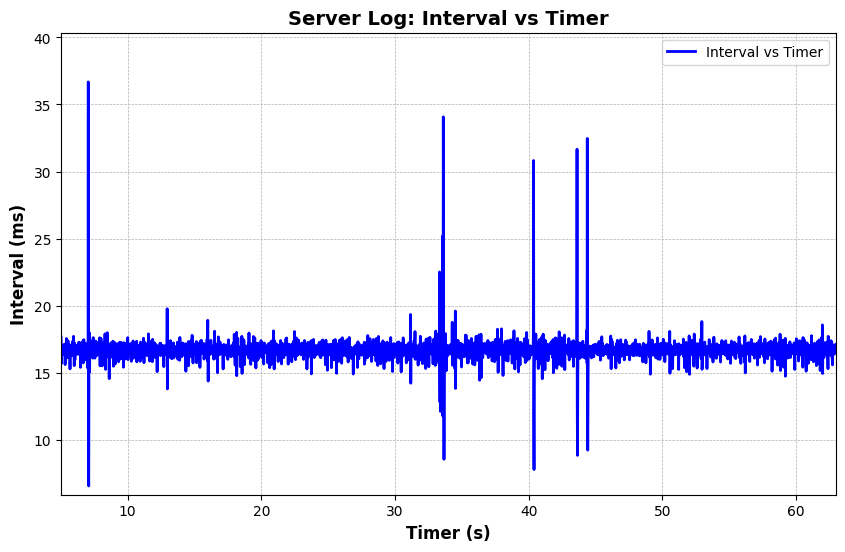 Server Log: Interval vs Timer
Interval vs Timer
40
35
30
25
20
15
10
Interval (ms)
10 20 30 40 50 60
Timer (s)